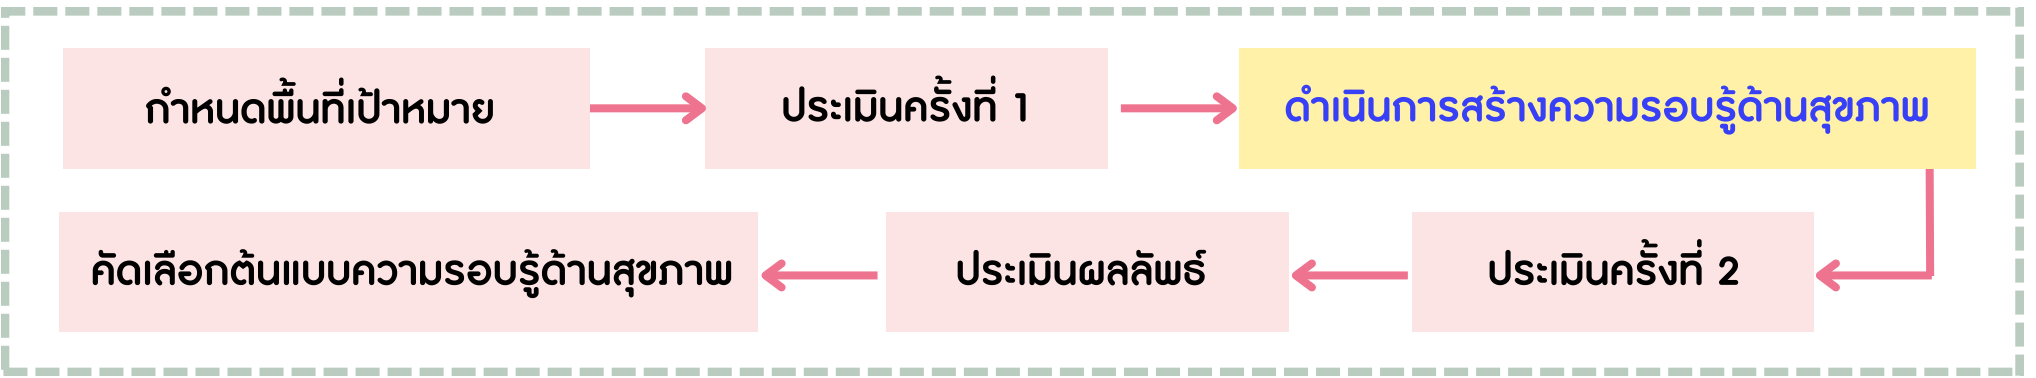 กำหนดพื้นที่เป้าหมาย
ประเมินครั้งที่ 1
ดำเนินการสร้างความรอบรู้ด้านสุขภาพ
ประเมินครั้งที่ 2
ประเมินผลลัพธ์
คัดเลือกต้นแบบความรอบรู้ด้านสุขภาพ